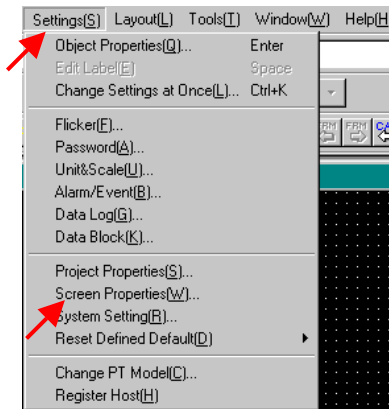 Settings(S) Layout(L) Tools(T) Window(W) Help(H
Object Properties(Q)... Enter
Edit Label(E) Space
Change Settings at Once(L)... Ctrl+K
Flicker(F)...
Password(A)...
Unit&Scale(U)...
Alarm/Event(B)...
Data Log(G)...
Data Block(K)...
Project Properties(S)...
Screen Properties(W)...
System Setting(R)...
Reset Defined Default(D)
Change PT Model(C)...
Register Host(H)
FRM